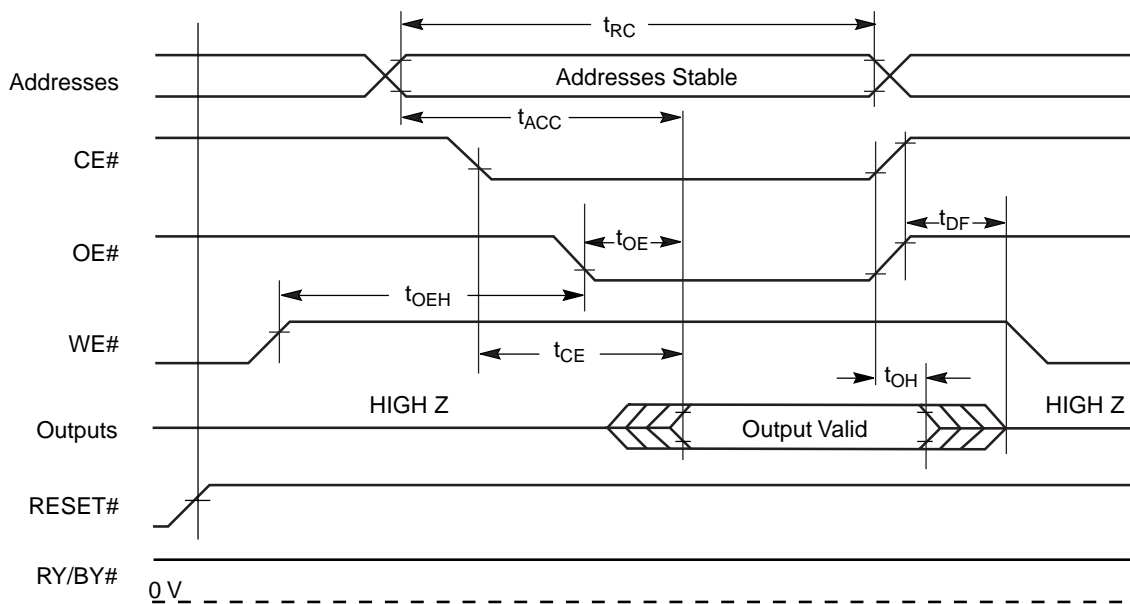 tRC
Addresses
Addresses Stable
tACC
CE#
tDF
tOE
OE#
tOEH
WE#
tCE
tOH
HIGH Z
HIGH Z
Outputs
Output Valid
RESET#
RY/BY#
0 V